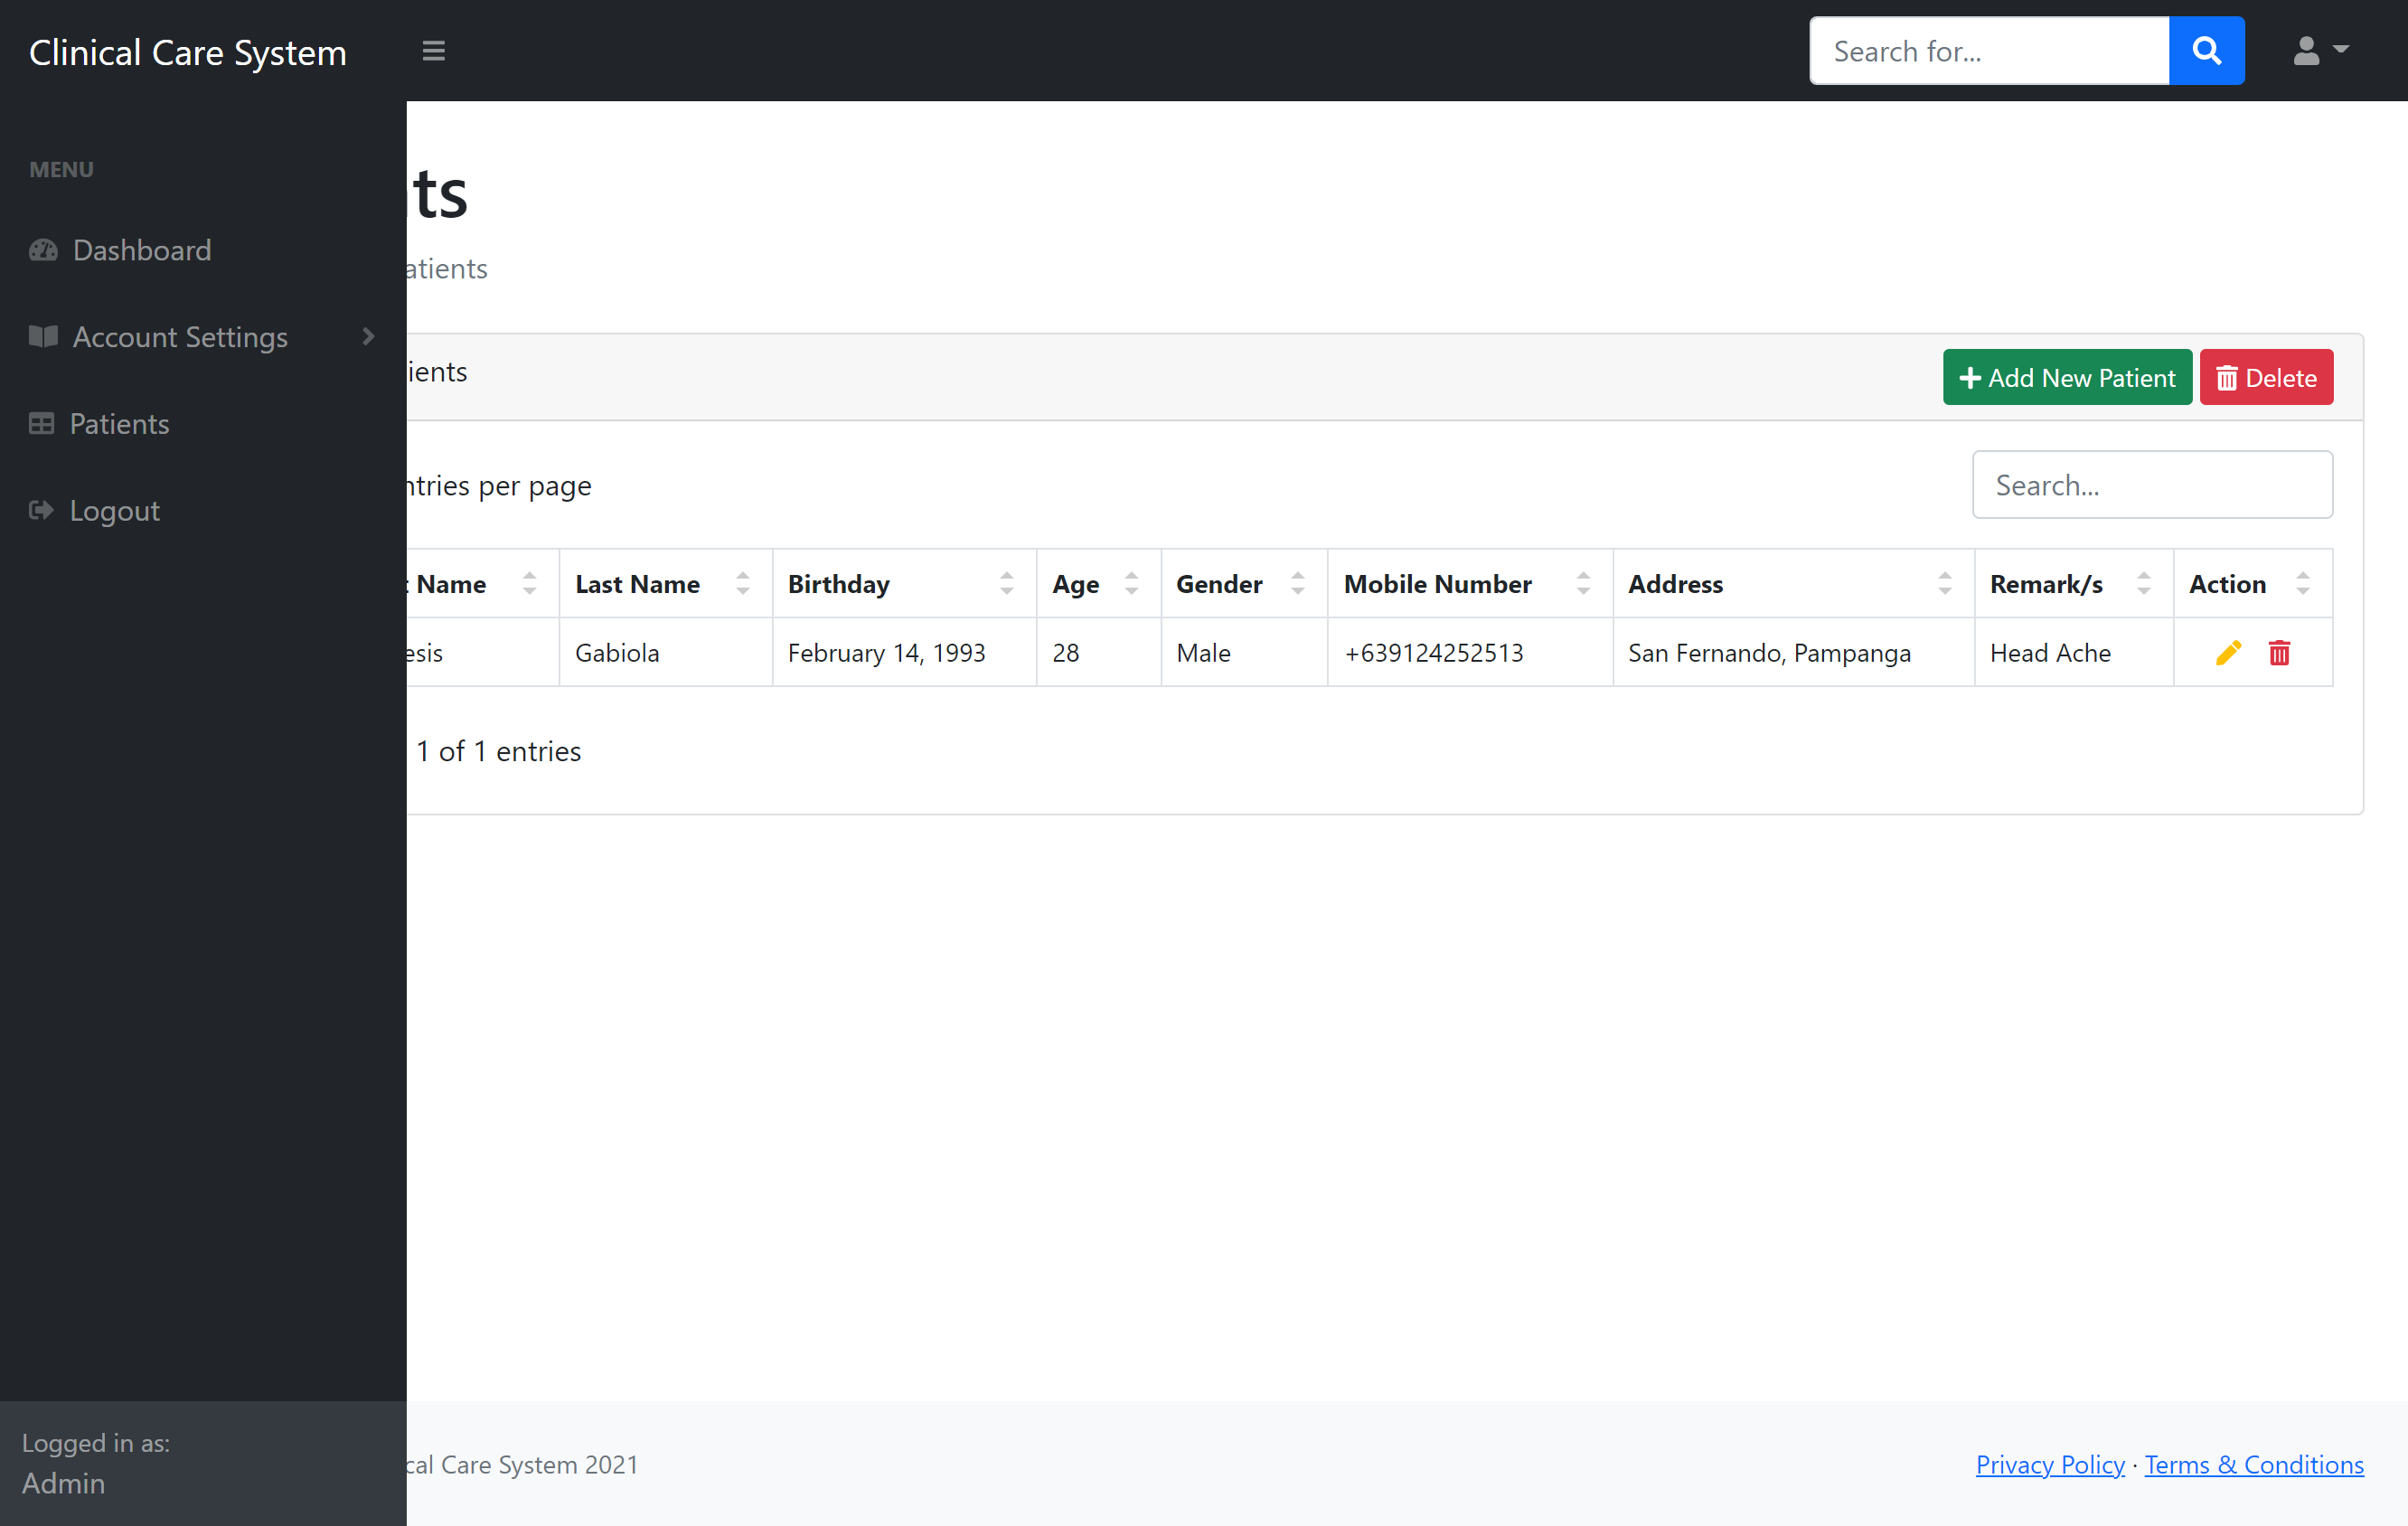 Clinical Care System
Search for...
MENU
Dashboard
Account Settings
Patients
Logout
Logged in as:
Admin
nts
atients
ients
Add New Patient
Delete
ntries per page
Search...
t Name Last Name Birthday Age Gender Mobile Number Address Remark/s Action
esis Gabiola February 14, 1993 28 Male +639124252513 San Fernando, Pampanga Head Ache
1 of 1 entries
cal Care System 2021
Privacy Policy · Terms & Conditions